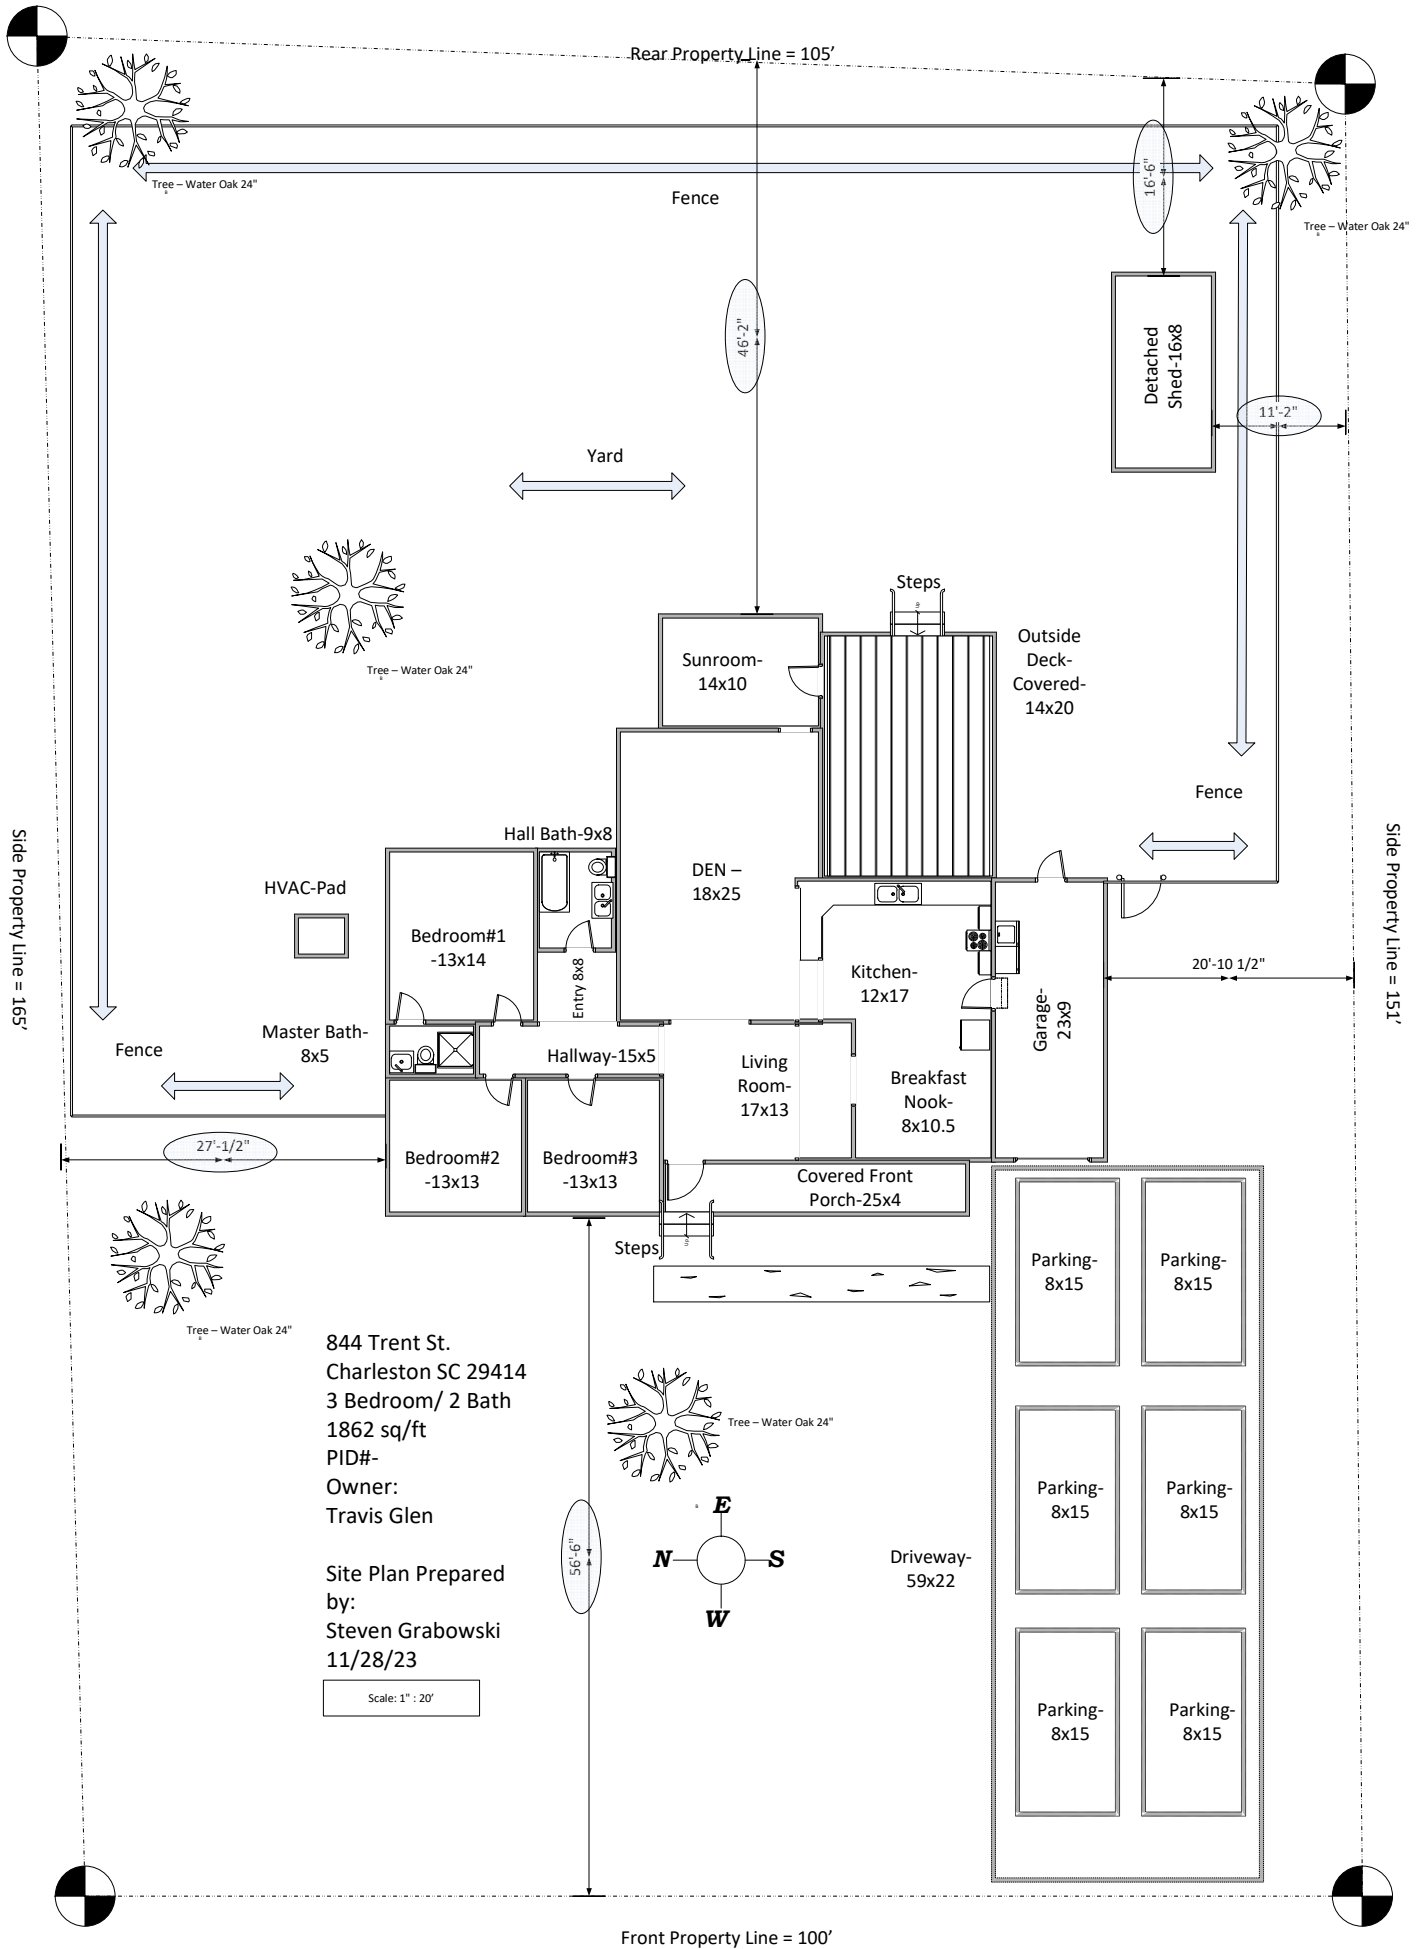 Rear Property Line = 105’
Tree – Water Oak 24"
Fence
16'-6"
Tree – Water Oak 24"
46'-2"
Detached
Shed-16x8
11'-2"
Yard
Steps
Up
Tree – Water Oak 24"
Sunroom-
14x10
Outside
Deck-
Covered-
14x20
Fence
Side Property Line = 165’
Side Property Line = 151’
Hall Bath-9x8
HVAC-Pad
DEN –
18x25
Bedroom#1
-13x14
Entry 8x8
Kitchen-
12x17
20'-10 1/2"
Garage-
23x9
Fence
Master Bath-
8x5
Hallway-15x5
Living
Room-
17x13
Breakfast
Nook-
8x10.5
27'-1/2"
Bedroom#2
-13x13
Bedroom#3
-13x13
Covered Front
Porch-25x4
Steps
Up
Parking-
8x15
Parking-
8x15
Tree – Water Oak 24"
844 Trent St.
Charleston SC 29414
3 Bedroom/ 2 Bath
1862 sq/ft
PID#-
Owner:
Travis Glen
Site Plan Prepared
by:
Steven Grabowski
11/28/23
Scale: 1" : 20'
Tree – Water Oak 24"
56'-6"
E
N
S
W
Driveway-
59x22
Parking-
8x15
Parking-
8x15
Parking-
8x15
Parking-
8x15
Front Property Line = 100’